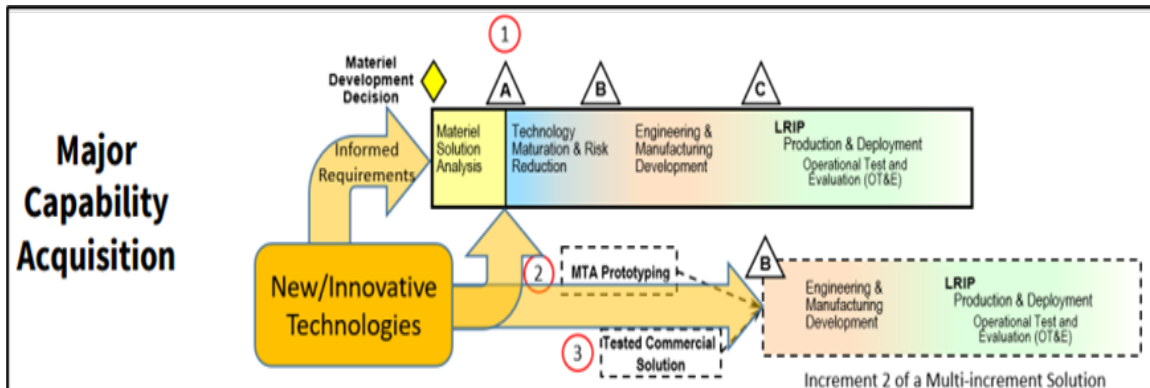 Major
Capability
Acquisition
1
Materiel
Development
Decision
A
B
C
Informed
Requirements
Materiel
Solution
Analysis
Technology
Maturation & Risk
Reduction
Engineering &
Manufacturing
Development
LRIP
Production & Deployment
Operational Test and
Evaluation (OT&E)
New/Innovative
Technologies
2
MTA Prototyping
3
Tested Commercial
Solution
B
Engineering &
Manufacturing
Development
LRIP
Production & Deployment
Operational Test and
Evaluation (OT&E)
Increment 2 of a Multi-increment Solution